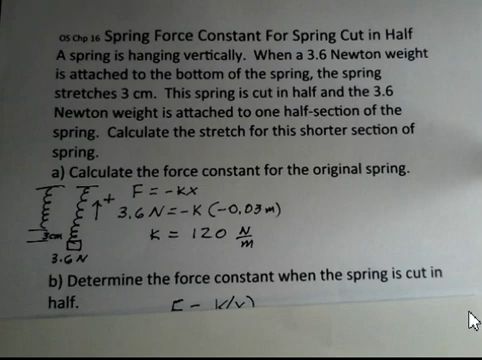 OS Chp 16 Spring Force Constant For Spring Cut in Half
A spring is hanging vertically. When a 3.6 Newton weight
is attached to the bottom of the spring, the spring
stretches 3 cm. This spring is cut in half and the 3.6
Newton weight is attached to one half-section of the
spring. Calculate the stretch for this shorter section of
spring.
a) Calculate the force constant for the original spring.
+ F = -kx
3.6 N = -K (-0.03 m)
3cm K = 120 N/m
3.6 N
b) Determine the force constant when the spring is cut in
half.